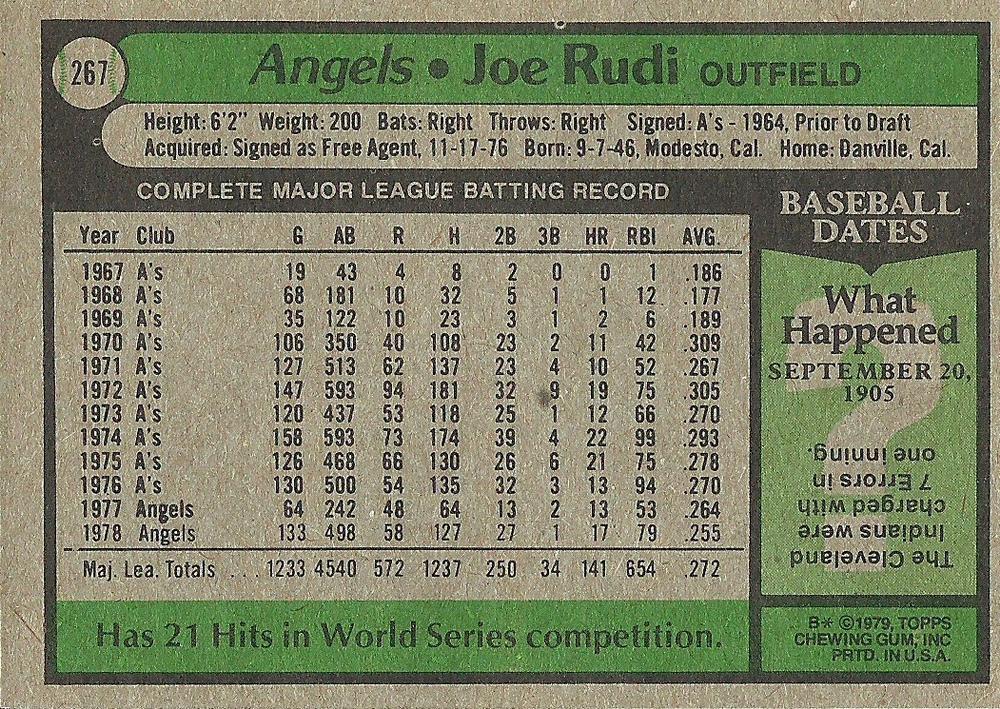 267
Angels • Joe Rudi OUTFIELD
Height: 6'2" Weight: 200 Bats: Right Throws: Right Signed: A's - 1964, Prior to Draft
Acquired: Signed as Free Agent, 11-17-76 Born: 9-7-46, Modesto, Cal. Home: Danville, Cal.
COMPLETE MAJOR LEAGUE BATTING RECORD
Year Club G AB R H 2B 3B HR RBI AVG.
1967 A's 19 43 4 8 2 0 0 1 .186
1968 A's 68 181 10 32 5 1 1 12 .177
1969 A's 35 122 10 23 3 1 2 6 .189
1970 A's 106 350 40 108 23 2 11 42 .309
1971 A's 127 513 62 137 23 4 10 52 .267
1972 A's 147 593 94 181 32 9 19 75 .305
1973 A's 120 437 53 118 25 1 12 66 .270
1974 A's 158 593 73 174 39 4 22 99 .293
1975 A's 126 468 66 130 26 6 21 75 .278
1976 A's 130 500 54 135 32 3 13 94 .270
1977 Angels 64 242 48 64 13 2 13 53 .264
1978 Angels 133 498 58 127 27 1 17 79 .255
Maj. Lea. Totals ... 1233 4540 572 1237 250 34 141 654 .272
Has 21 Hits in World Series competition.
BASEBALL
DATES
What
Happened
SEPTEMBER 20,
1905
The Cleveland
Indians were
charged with
7 Errors in
one inning.
B* ©1979, TOPPS
CHEWING GUM, INC
PRTD. IN U.S.A.